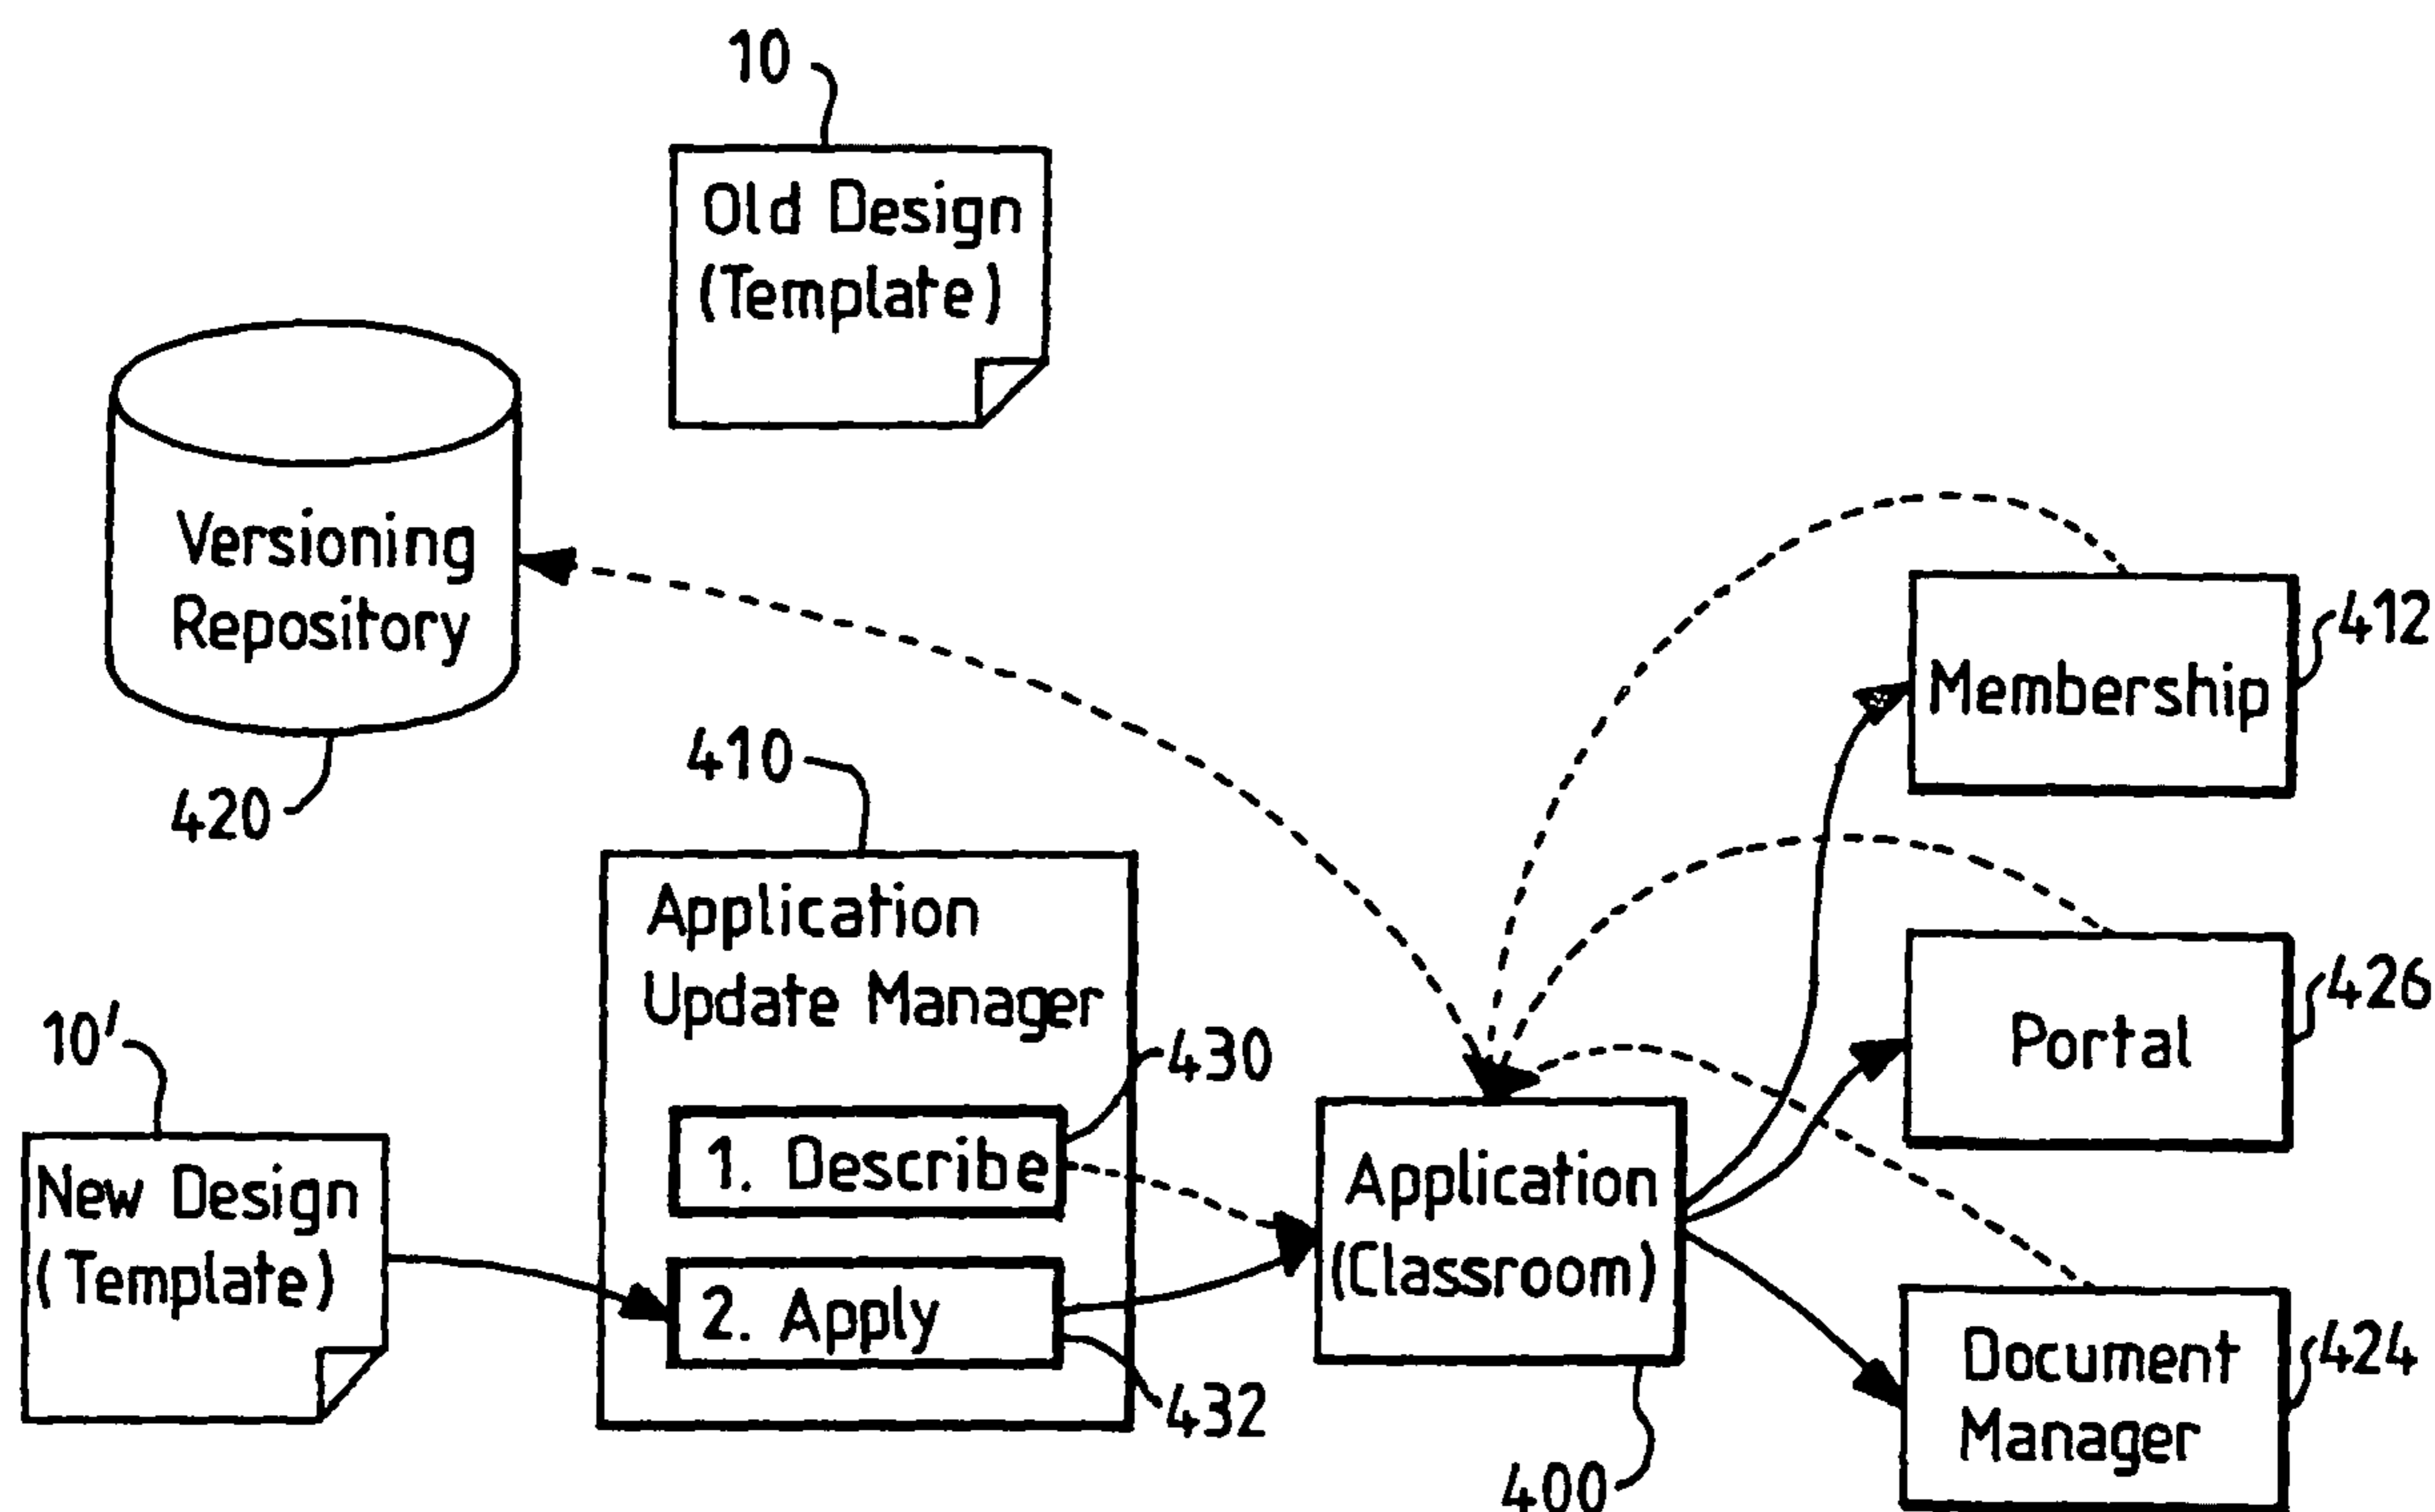 10
Old Design
(Template)
Versioning
Repository
420
412
Membership
410
Application
Update Manager
430
426
Portal
10'
New Design
(Template)
1. Describe
2. Apply
432
Application
(Classroom)
400
Document
Manager
424